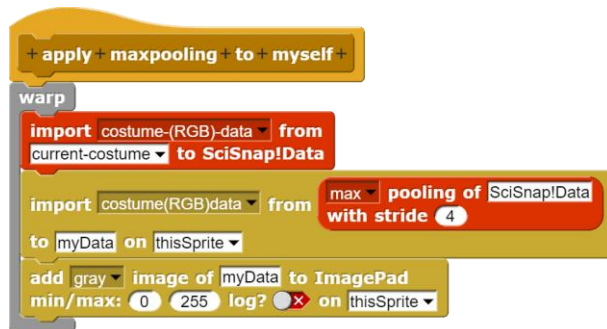 + apply + maxpooling + to + myself +
warp
import costume-(RGB)-data from
current-costume to SciSnap!Data
import costume(RGB)data from max pooling of SciSnap!Data
with stride 4
to myData on thisSprite
add gray image of myData to ImagePad
min/max: 0 255 log? on thisSprite